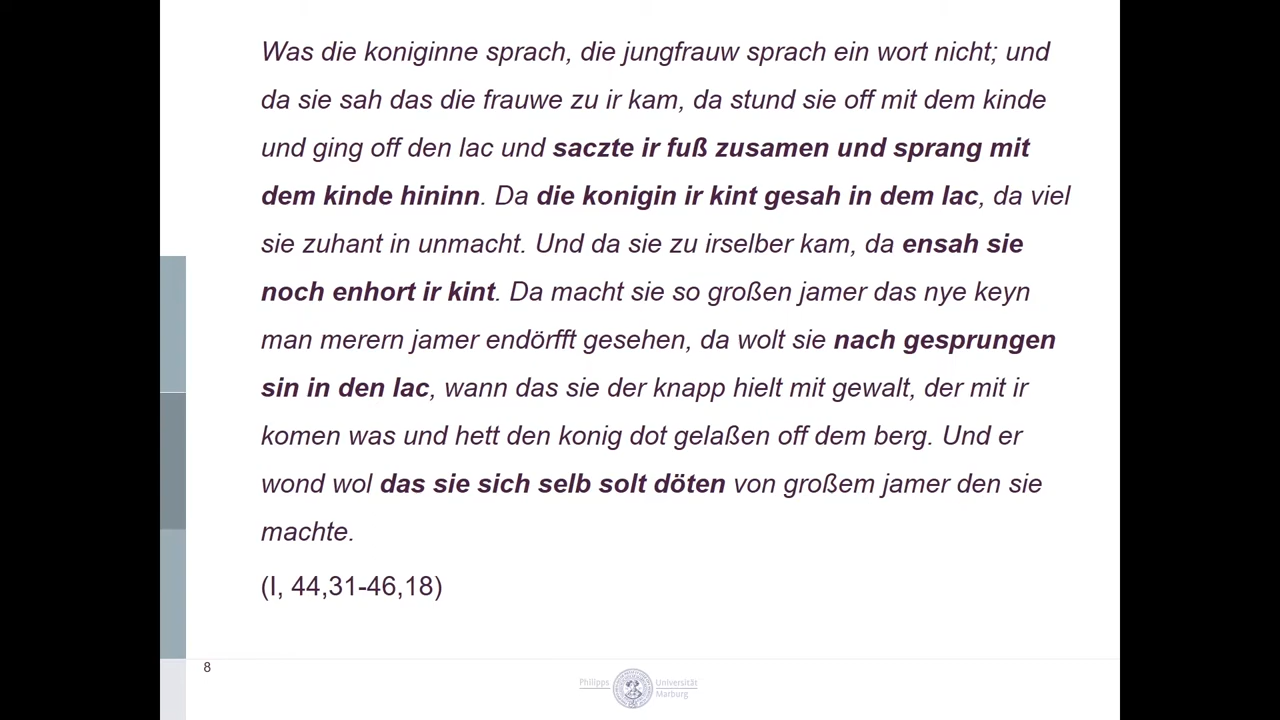 Was die koniginne sprach, die jungfrauw sprach ein wort nicht; und
da sie sah das die frauwe zu ir kam, da stund sie off mit dem kinde
und ging off den lac und saczte ir fuß zusamen und sprang mit
dem kinde hininn. Da die konigin ir kint gesah in dem lac, da viel
sie zuhant in unmacht. Und da sie zu irselber kam, da ensah sie
noch enhort ir kint. Da macht sie so großen jamer das nye keyn
man merern jamer endörfft gesehen, da wolt sie nach gesprungen
sin in den lac, wann das sie der knapp hielt mit gewalt, der mit ir
komen was und hett den konig dot gelaßen off dem berg. Und er
wond wol das sie sich selb solt döten von großem jamer den sie
machte.
(I, 44,31-46,18)
8
Philipps Universität
Marburg